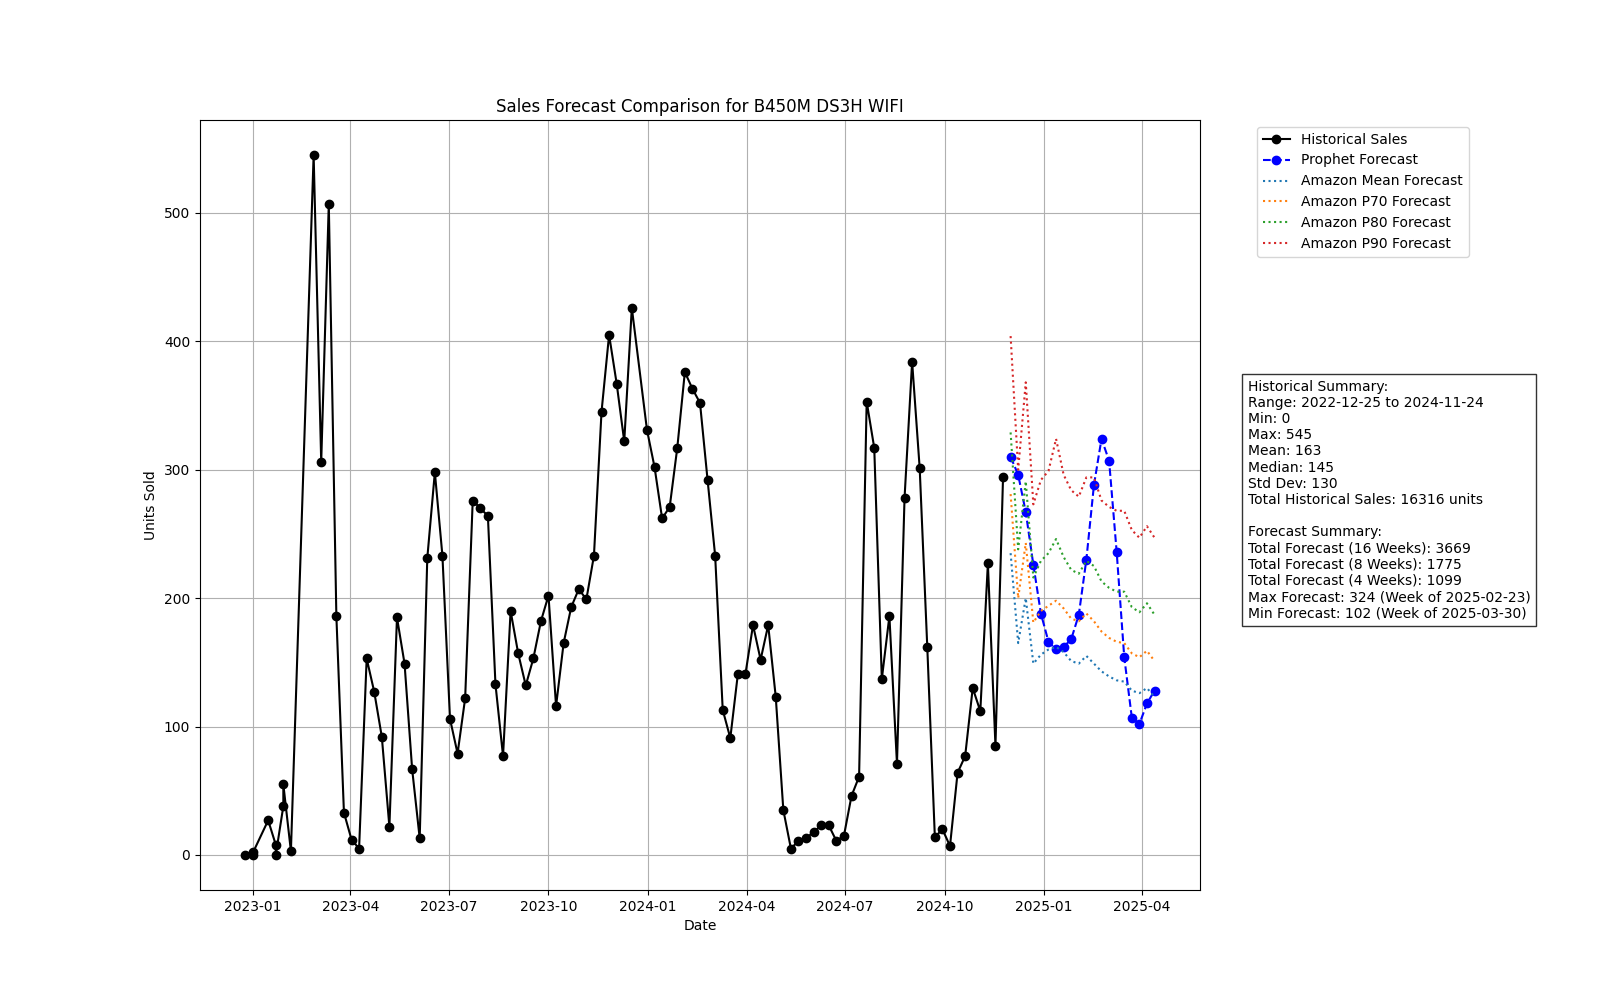 Sales Forecast Comparison for B450M DS3H WIFI
Historical Sales
Prophet Forecast
Amazon Mean Forecast
Amazon P70 Forecast
Amazon P80 Forecast
Amazon P90 Forecast
500
400
300
200
100
0
Units Sold
2023-01
2023-04
2023-07
2023-10
2024-01
2024-04
2024-07
2024-10
2025-01
2025-04
Date
Historical Summary:
Range: 2022-12-25 to 2024-11-24
Min: 0
Max: 545
Mean: 163
Median: 145
Std Dev: 130
Total Historical Sales: 16316 units
Forecast Summary:
Total Forecast (16 Weeks): 3669
Total Forecast (8 Weeks): 1775
Total Forecast (4 Weeks): 1099
Max Forecast: 324 (Week of 2025-02-23)
Min Forecast: 102 (Week of 2025-03-30)